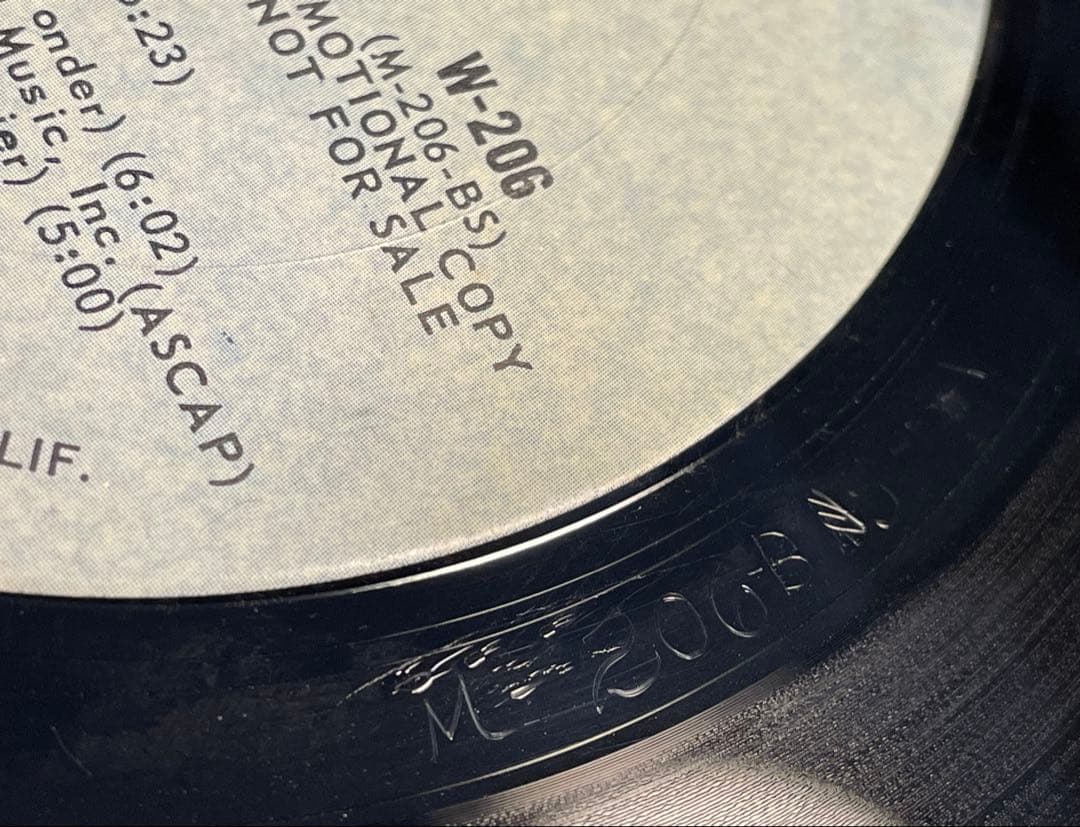 W-206
(M-206-BS)
MOTIONAL COPY
NOT FOR SALE
:23)
onder) (6:02)
Music, Inc. (ASCAP)
er) (5:00)
LIF.
M-206-B